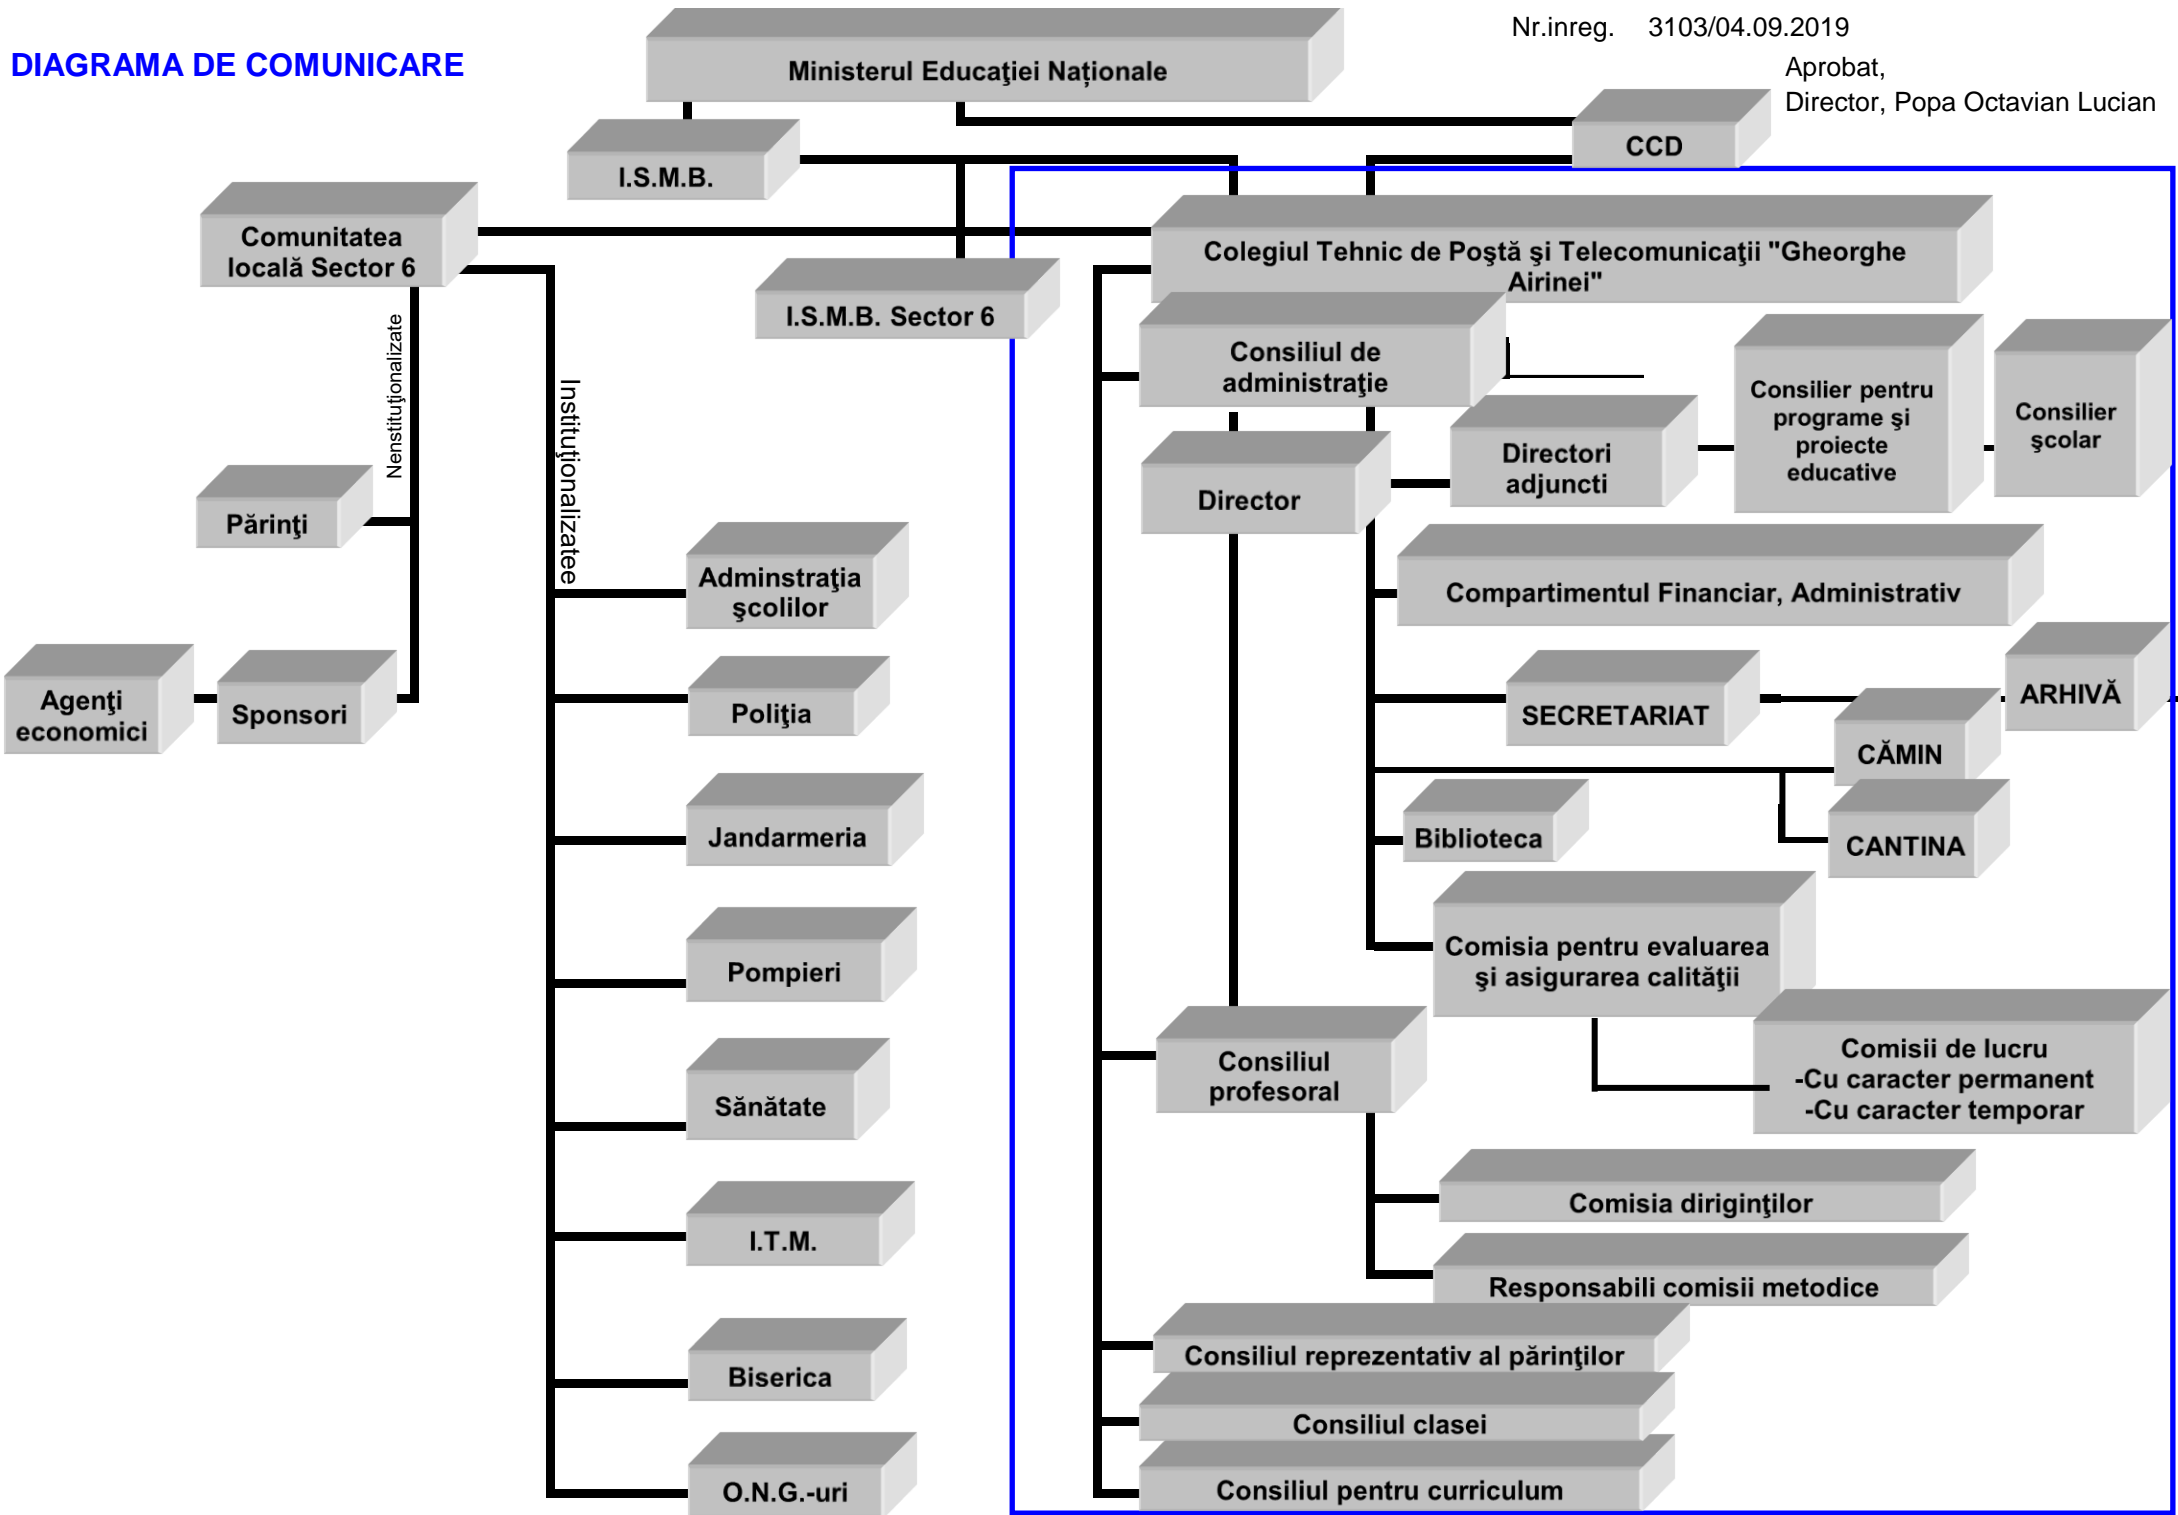 Nr.inreg. 3103/04.09.2019
DIAGRAMA DE COMUNICARE
Ministerul Educaţiei Naționale
Aprobat,
Director, Popa Octavian Lucian
CCD
I.S.M.B.
Comunitatea
locală Sector 6
Colegiul Tehnic de Poştă şi Telecomunicaţii "Gheorghe
Airinei"
I.S.M.B. Sector 6
Nenstituţionalizate
Instituţionalizatee
Consiliul de
administraţie
Consilier pentru
programe şi
proiecte
educative
Consilier
şcolar
Directori
adjuncti
Director
Părinţi
Adminstraţia
şcolilor
Compartimentul Financiar, Administrativ
Agenţi
economici
Sponsori
Poliţia
SECRETARIAT
ARHIVĂ
CĂMIN
Jandarmeria
Biblioteca
CANTINA
Pompieri
Comisia pentru evaluarea
şi asigurarea calităţii
Sănătate
Consiliul
profesoral
Comisii de lucru
-Cu caracter permanent
-Cu caracter temporar
I.T.M.
Comisia diriginţilor
Responsabili comisii metodice
Biserica
Consiliul reprezentativ al părinţilor
Consiliul clasei
O.N.G.-uri
Consiliul pentru curriculum